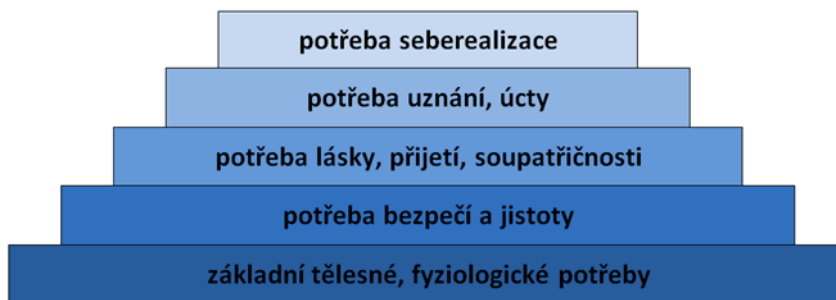 potřeba seberealizace
potřeba uznání, úcty
potřeba lásky, přijetí, soupatřičnosti
potřeba bezpečí a jistoty
základní tělesné, fyziologické potřeby